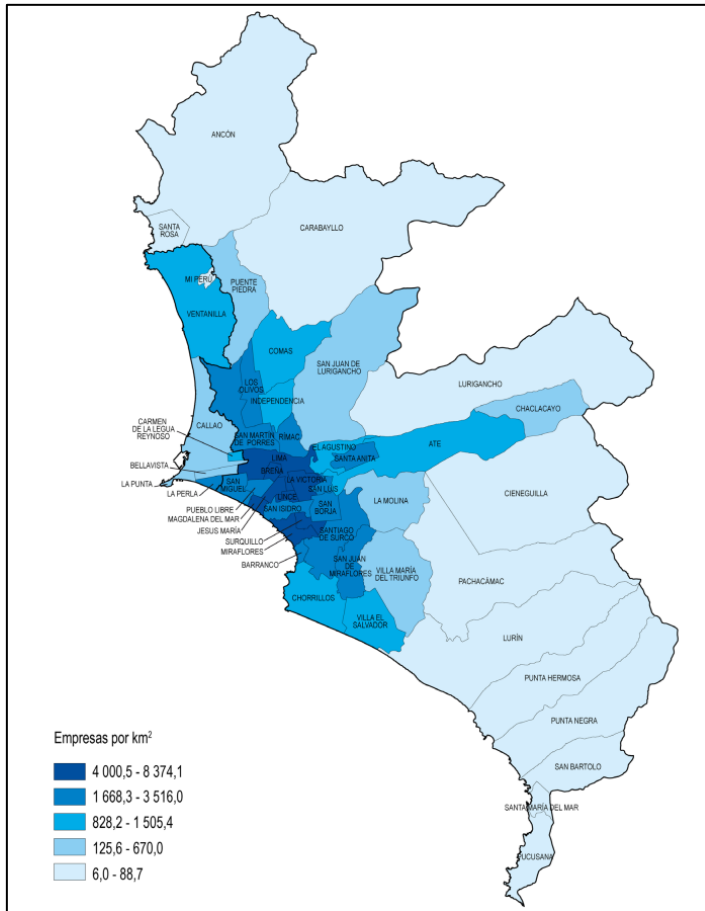 ANCÓN
CARABAYLLO
SANTA
ROSA
MI PERÚ
PUENTE
PIEDRA
VENTANILLA
COMAS
SAN JUAN DE
LURIGANCHO
LOS
OLIVOS
LURIGANCHO
INDEPENDENCIA
CHACLACAYO
CARMEN
DE LA LEGUA
REYNOSO
CALLAO
SAN MARTÍN
DE PORRES
RÍMAC
EL AGUSTINO
ATE
SANTA ANITA
LIMA
BELLAVISTA
BREÑA
LA VICTORIA
LA PUNTA
LA PERLA
SAN
MIGUEL
SAN LUIS
CIENEGUILLA
LINCE
LA MOLINA
PUEBLO LIBRE
SAN ISIDRO
SAN
BORJA
MAGDALENA DEL MAR
JESUS MARÍA
SURQUILLO
SANTIAGO
DE SURCO
MIRAFLORES
BARRANCO
SAN JUAN
DE
MIRAFLORES
VILLA MARÍA
DEL TRIUNFO
PACHACÁMAC
CHORRILLOS
VILLA EL
SALVADOR
LURÍN
PUNTA HERMOSA
PUNTA NEGRA
SAN BARTOLO
SANTA MARÍA DEL MAR
PUCUSANA
Empresas por km²
4 000,5 - 8 374,1
1 668,3 - 3 516,0
828,2 - 1 505,4
125,6 - 670,0
6,0 - 88,7